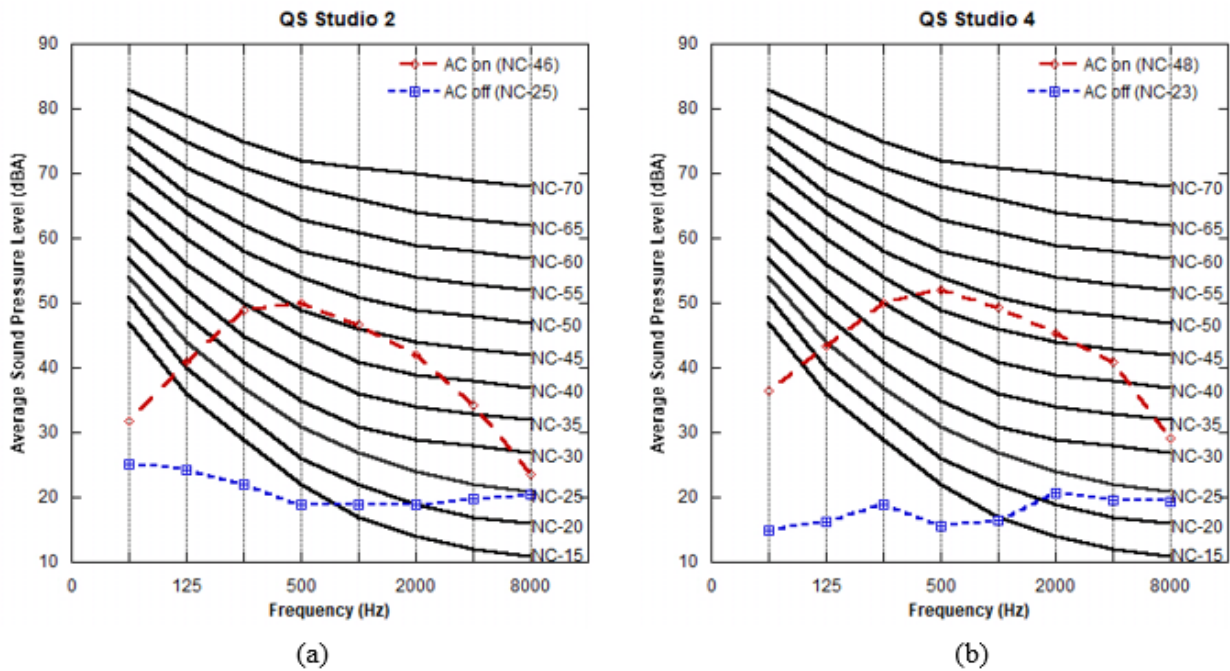 QS Studio 2
90
80
70
60
50
40
30
20
10
Average Sound Pressure Level (dBA)
AC on (NC-46)
AC off (NC-25)
NC-70
NC-65
NC-60
NC-55
NC-50
NC-45
NC-40
NC-35
NC-30
NC-25
NC-20
NC-15
0 125 500 2000 8000
Frequency (Hz)
(a)
QS Studio 4
90
80
70
60
50
40
30
20
10
Average Sound Pressure Level (dBA)
AC on (NC-48)
AC off (NC-23)
NC-70
NC-65
NC-60
NC-55
NC-50
NC-45
NC-40
NC-35
NC-30
NC-25
NC-20
NC-15
0 125 500 2000 8000
Frequency (Hz)
(b)